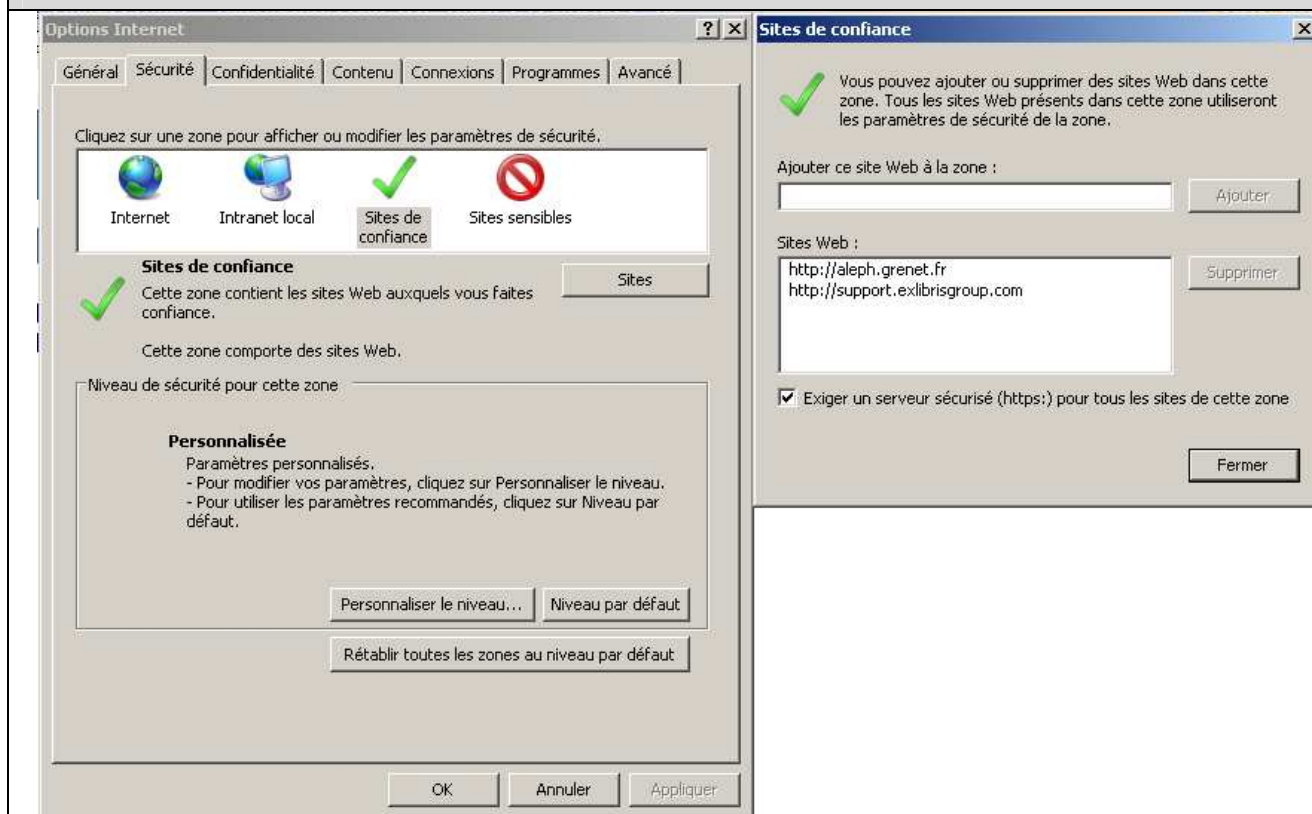 Options Internet
Général Sécurité Confidentialité Contenu Connexions Programmes Avancé
Cliquez sur une zone pour afficher ou modifier les paramètres de sécurité.
Internet
Intranet local
Sites de
confiance
Sites sensibles
Sites de confiance
Cette zone contient les sites Web auxquels vous faites
confiance.
Cette zone comporte des sites Web.
Sites
Niveau de sécurité pour cette zone
Personnalisée
Paramètres personnalisés.
- Pour modifier vos paramètres, cliquez sur Personnaliser le niveau.
- Pour utiliser les paramètres recommandés, cliquez sur Niveau par
défaut.
Personnaliser le niveau... Niveau par défaut
Rétablir toutes les zones au niveau par défaut
OK Annuler Appliquer
Sites de confiance
Vous pouvez ajouter ou supprimer des sites Web dans cette
zone. Tous les sites Web présents dans cette zone utiliseront
les paramètres de sécurité de la zone.
Ajouter ce site Web à la zone :
Ajouter
Sites Web :
http://aleph.grenet.fr
http://support.exlibrisgroup.com
Supprimer
Exiger un serveur sécurisé (https:) pour tous les sites de cette zone
Fermer